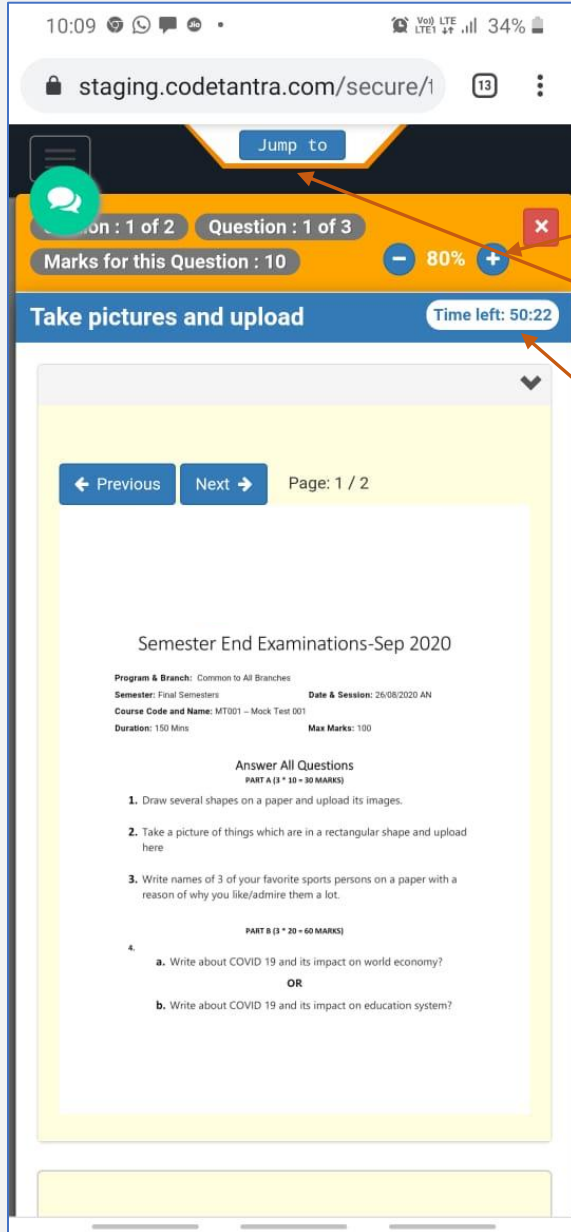 10:09 Vo)) LTE 34%
LTE1
staging.codetantra.com/secure/ 13
Jump to
on : 1 of 2 Question : 1 of 3
Marks for this Question : 10 80%
Take pictures and upload Time left: 50:22
Previous Next Page: 1 / 2
Semester End Examinations-Sep 2020
Program & Branch: Common to All Branches
Semester: Final Semesters Date & Session: 26/08/2020 AN
Course Code and Name: MT001 – Mock Test 001
Duration: 150 Mins Max Marks: 100
Answer All Questions
PART A (3 * 10 = 30 MARKS)
1. Draw several shapes on a paper and upload its images.
2. Take a picture of things which are in a rectangular shape and upload
here
3. Write names of 3 of your favorite sports persons on a paper with a
reason of why you like/admire them a lot.
PART B (3 * 20 = 60 MARKS)
4.
a. Write about COVID 19 and its impact on world economy?
OR
b. Write about COVID 19 and its impact on education system?